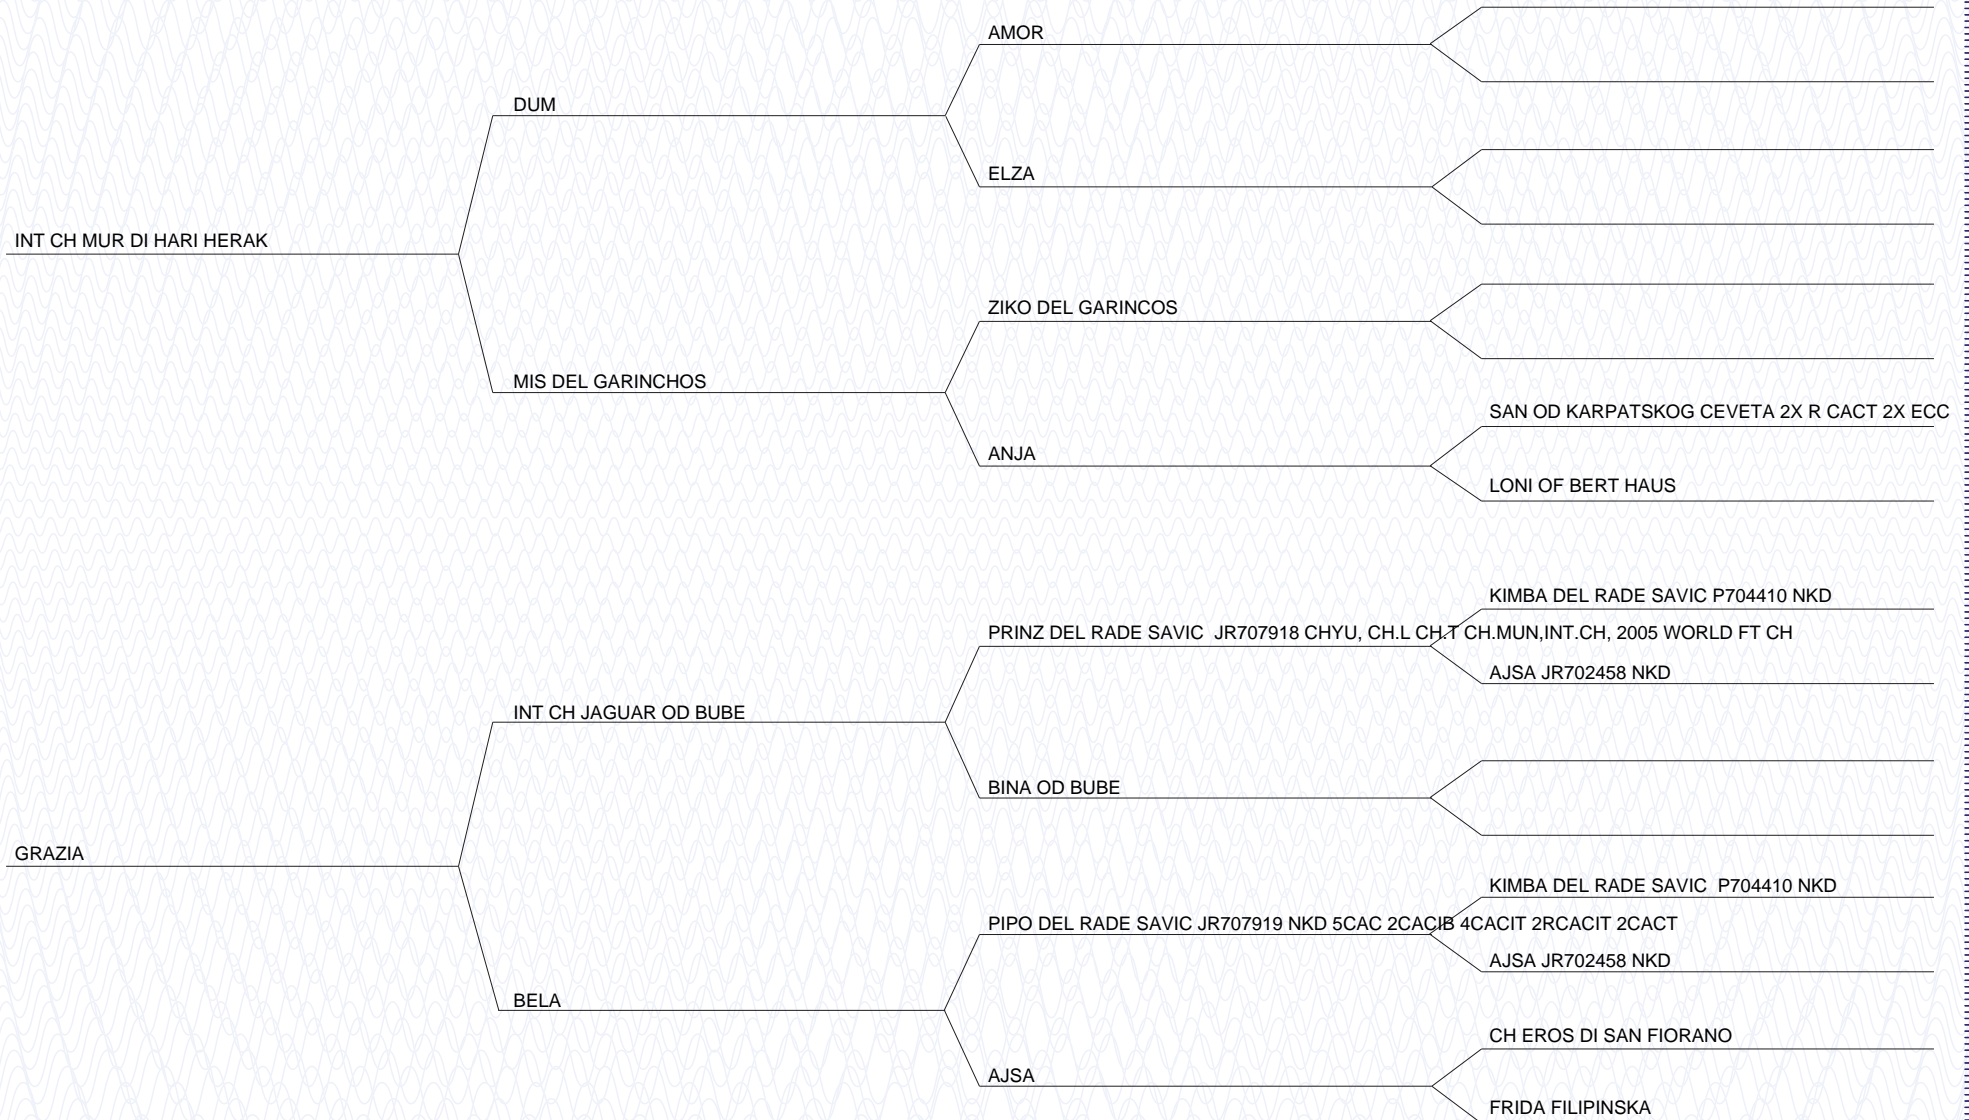 AMOR
DUM
ELZA
INT CH MUR DI HARI HERAK
ZIKO DEL GARINCOS
MIS DEL GARINCHOS
SAN OD KARPATSKOG CEVETA 2X R CACT 2X ECC
ANJA
LONI OF BERT HAUS
KIMBA DEL RADE SAVIC P704410 NKD
PRINZ DEL RADE SAVIC  JR707918 CHYU, CH.L CH.T CH.MUN,INT.CH, 2005 WORLD FT CH
AJSA JR702458 NKD
INT CH JAGUAR OD BUBE
BINA OD BUBE
GRAZIA
KIMBA DEL RADE SAVIC  P704410 NKD
PIPO DEL RADE SAVIC JR707919 NKD 5CAC 2CACIB 4CACIT 2RCACIT 2CACT
AJSA JR702458 NKD
BELA
CH EROS DI SAN FIORANO
AJSA
FRIDA FILIPINSKA